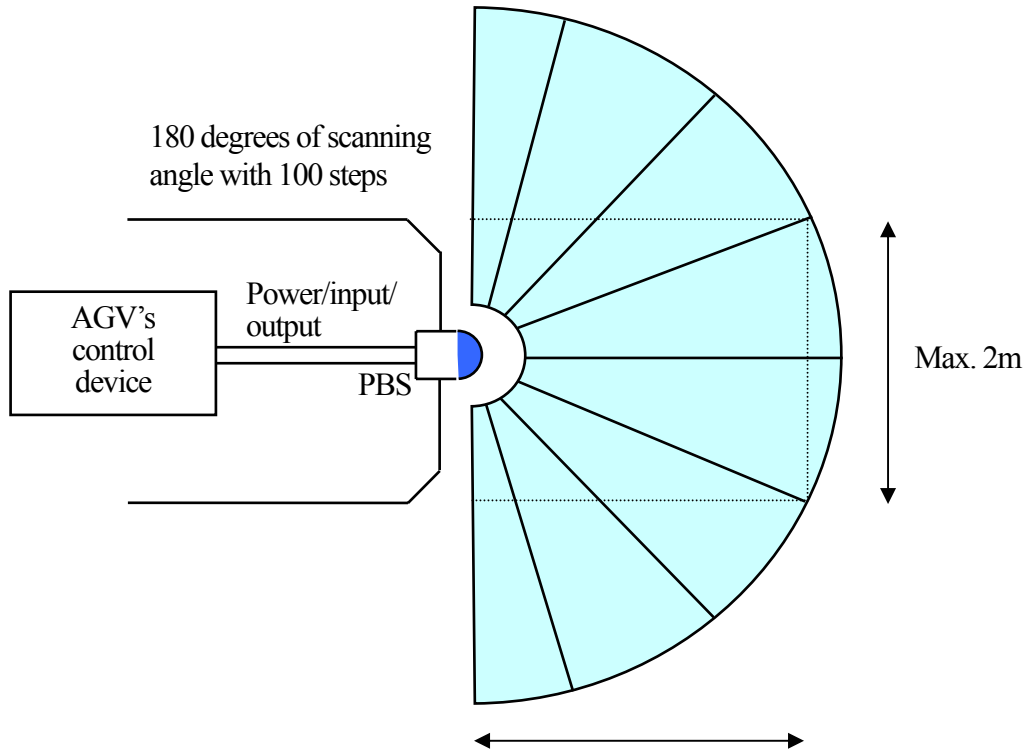 180 degrees of scanning
angle with 100 steps
Power/input/
output
AGV's
control
device
PBS
Max. 2m